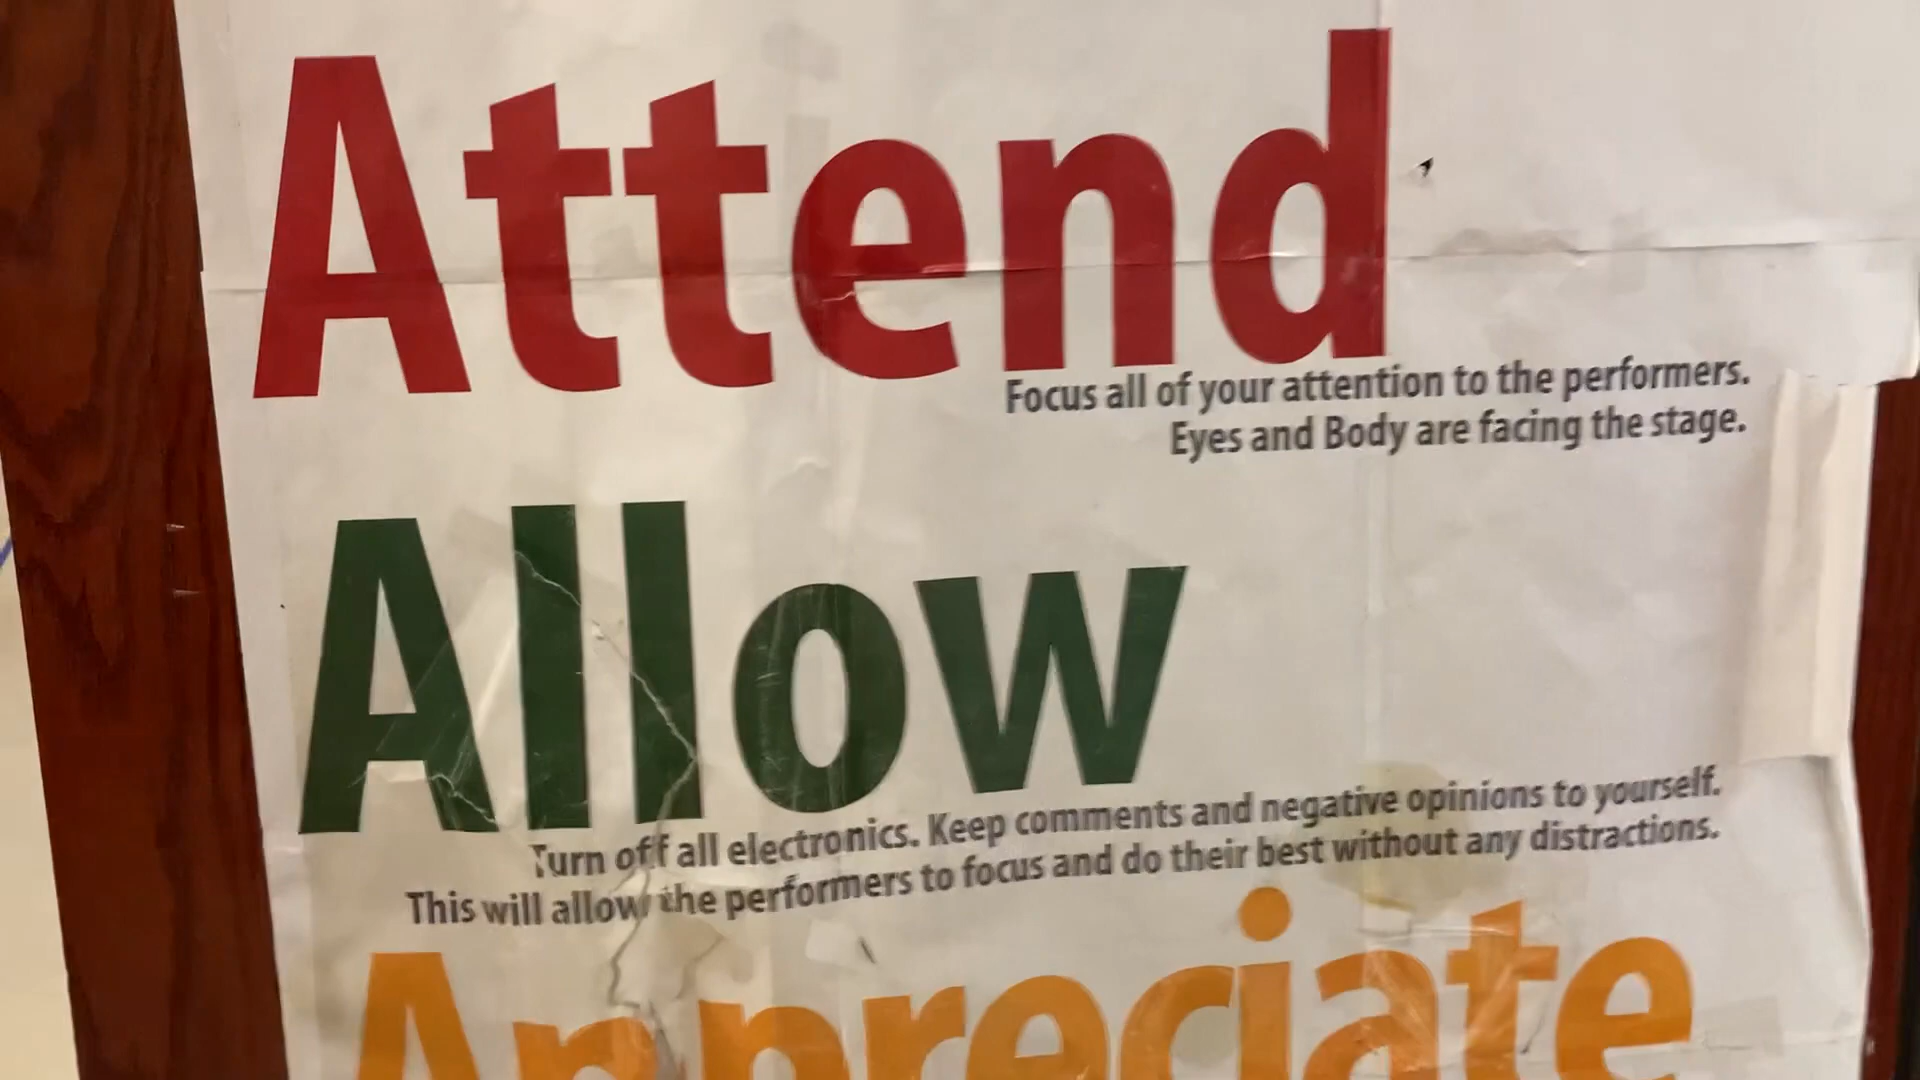 Attend
Focus all of your attention to the performers.
Eyes and Body are facing the stage.
Allow
Turn off all electronics. Keep comments and negative opinions to yourself.
This will allow the performers to focus and do their best without any distractions.
Appreciate